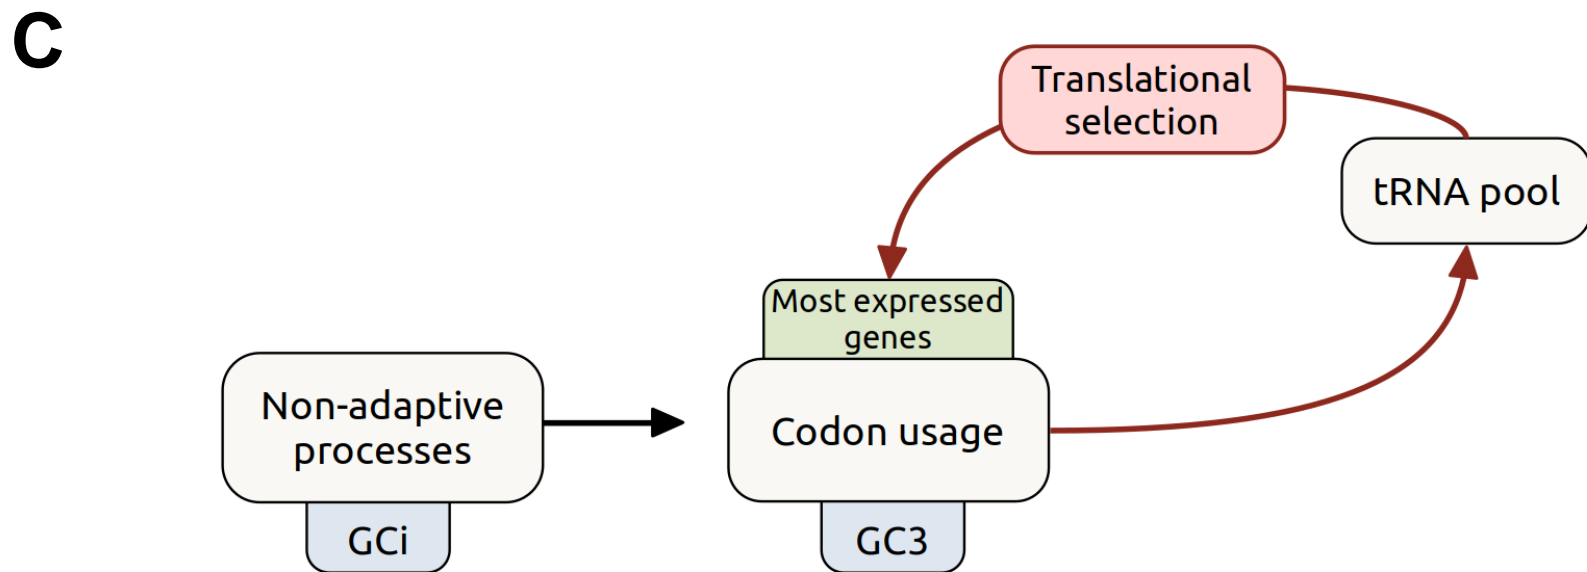 C
Translational
selection
tRNA pool
Most expressed
genes
Non-adaptive
processes
Codon usage
GCi
GC3